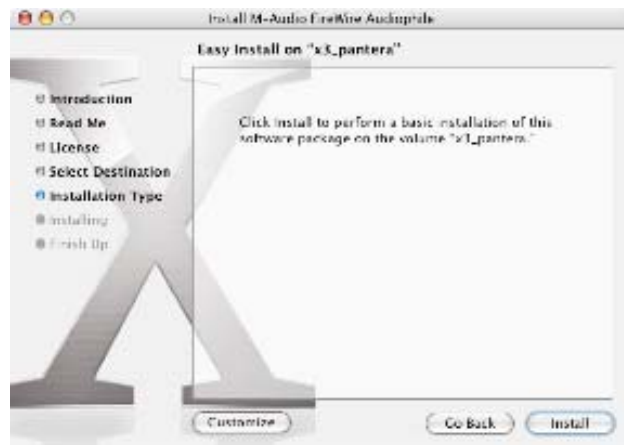 Install M-Audio FireWire Audiophile
Easy Install on "x3_pantera"
Introduction
Read Me
License
Select Destination
Installation Type
Installing
Finish Up
Click Install to perform a basic installation of this
software package on the volume "x3_pantera."
Customize
Go Back
Install